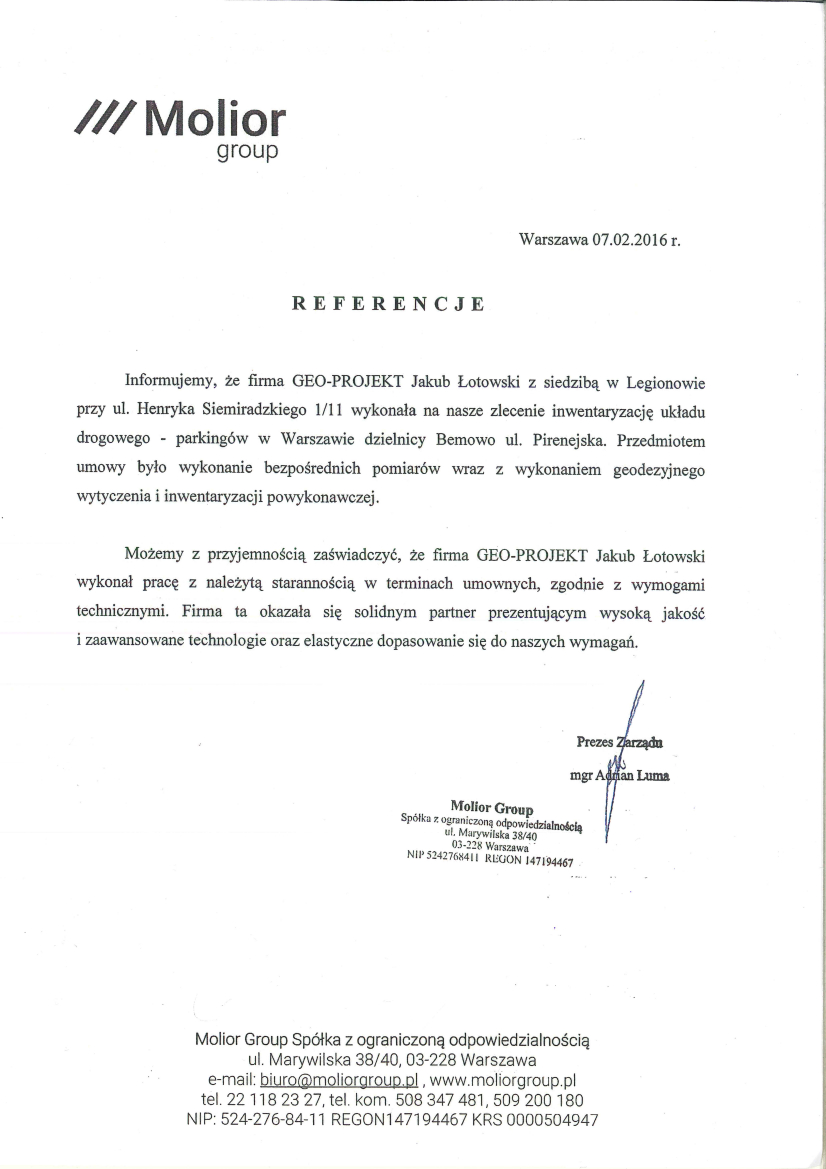 Molior
group
Warszawa 07.02.2016 r.
REFERENCJE
Informujemy, że firma GEO-PROJEKT Jakub Łotowski z siedzibą w Legionowie
przy ul. Henryka Siemiradzkiego 1/11 wykonała na nasze zlecenie inwentaryzację układu
drogowego - parkingów w Warszawie dzielnicy Bemowo ul. Pirenejska. Przedmiotem
umowy było wykonanie bezpośrednich pomiarów wraz z wykonaniem geodezyjnego
wytyczenia i inwentaryzacji powykonawczej.
Możemy z przyjemnością zaświadczyć, że firma GEO-PROJEKT Jakub Łotowski
wykonał pracę z należytą starannością w terminach umownych, zgodnie z wymogami
technicznymi. Firma ta okazała się solidnym partner prezentującym wysoką jakość
i zaawansowane technologie oraz elastyczne dopasowanie się do naszych wymagań.
Prezes Zarządu
mgr Adrian Luma
Molior Group
Spółka z ograniczoną odpowiedzialnością
ul. Marywilska 38/40
03-228 Warszawa
NIP 5242768411 REGON 147194467
Molior Group Spółka z ograniczoną odpowiedzialnością
ul. Marywilska 38/40, 03-228 Warszawa
e-mail: biuro@moliorgroup.pl , www.moliorgroup.pl
tel. 22 118 23 27, tel. kom. 508 347 481, 509 200 180
NIP: 524-276-84-11 REGON147194467 KRS 0000504947